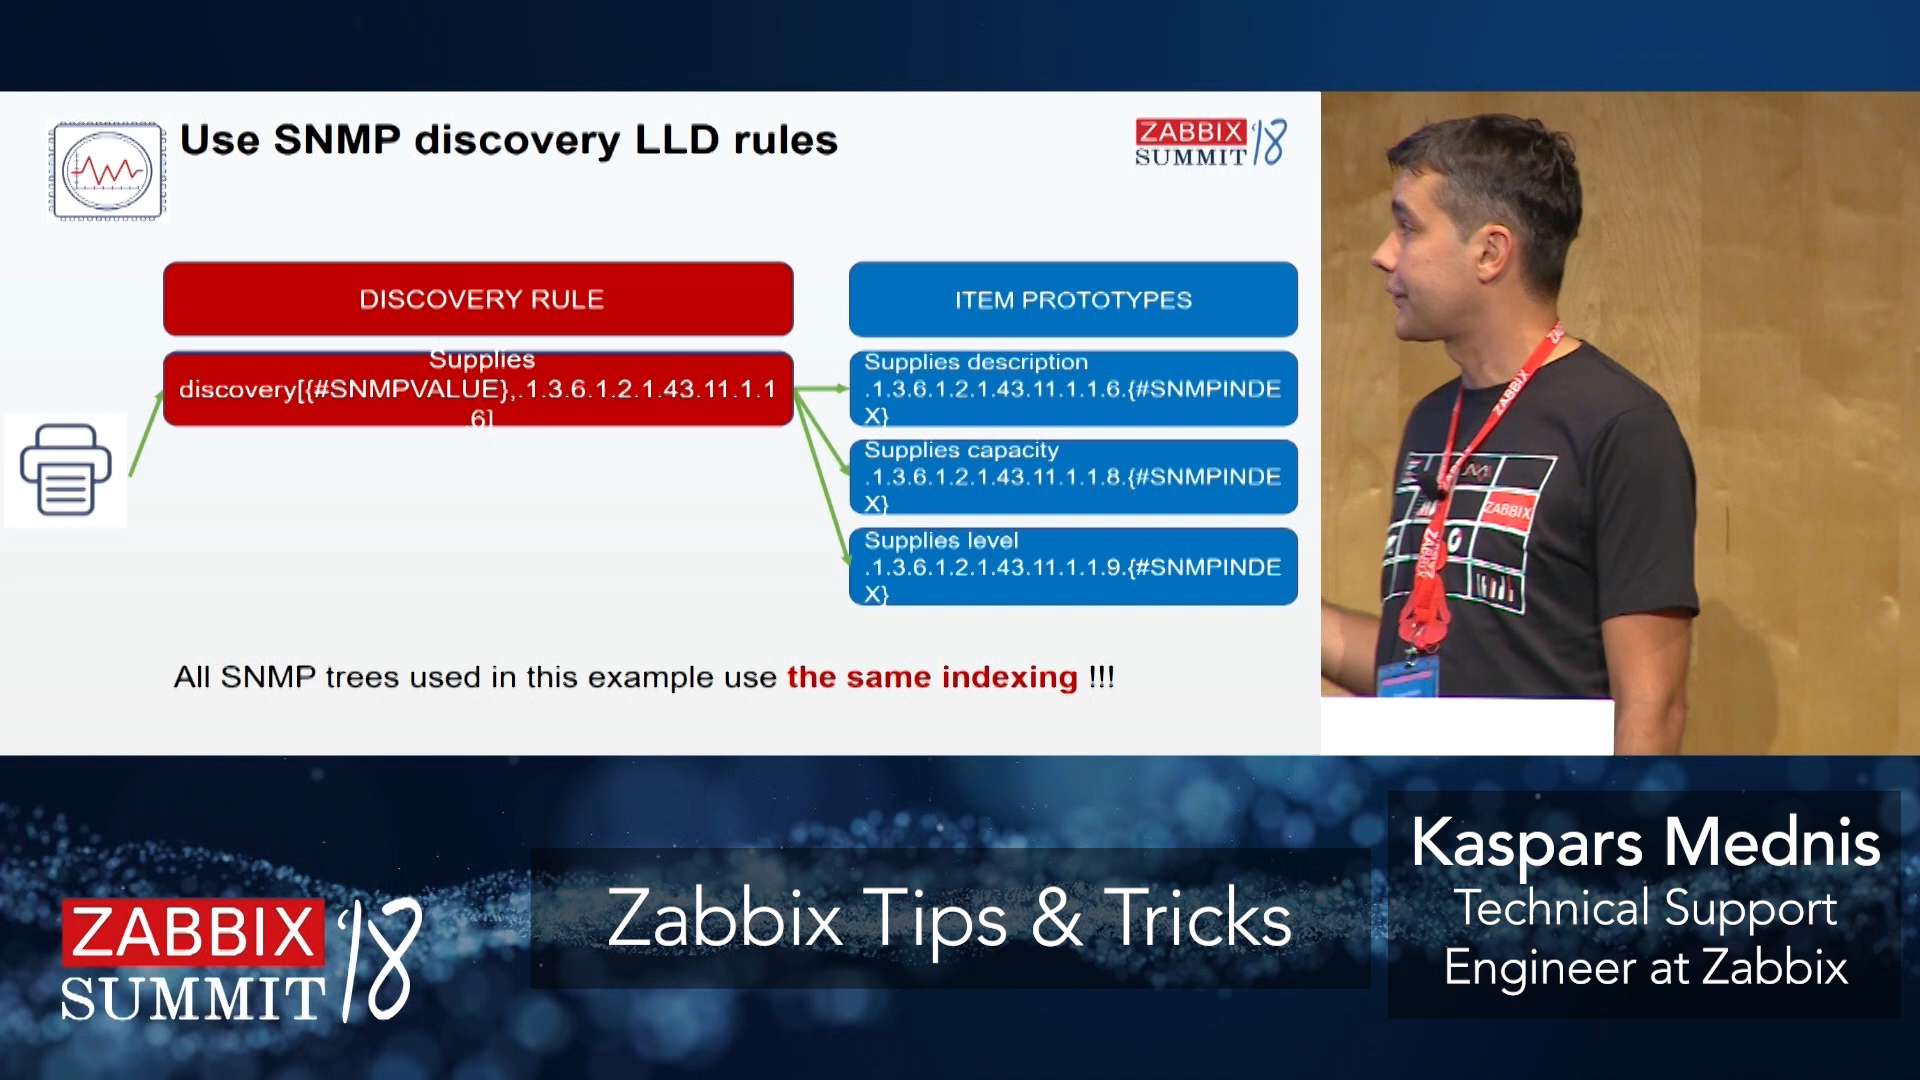 Use SNMP discovery LLD rules
ZABBIX '18
SUMMIT
DISCOVERY RULE
ITEM PROTOTYPES
Supplies
discovery[{#SNMPVALUE},.1.3.6.1.2.1.43.11.1.1
.6]
Supplies description
.1.3.6.1.2.1.43.11.1.1.6.{#SNMPINDE
X}
Supplies capacity
.1.3.6.1.2.1.43.11.1.1.8.{#SNMPINDE
X}
Supplies level
.1.3.6.1.2.1.43.11.1.1.9.{#SNMPINDE
X}
All SNMP trees used in this example use the same indexing !!!
ZABBIX
ZABBIX
Kaspars Mednis
Technical Support
Engineer at Zabbix
Zabbix Tips & Tricks
ZABBIX '18
SUMMIT